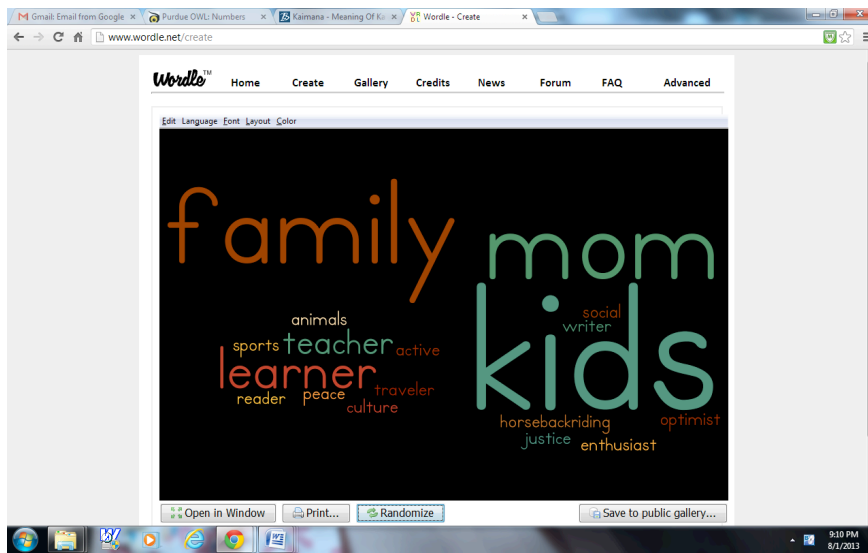 Gmail: Email from Google
Purdue OWL: Numbers
Kaimana - Meaning Of Ka
Wordle - Create
www.wordle.net/create
Wordle™ Home Create Gallery Credits News Forum FAQ Advanced
Edit Language Font Layout Color
family
mom
kids
social
writer
animals
sports teacher active
learner
reader peace traveler
culture
horsebackriding optimist
justice enthusiast
Open in Window Print... Randomize Save to public gallery...
9:10 PM
8/1/2013